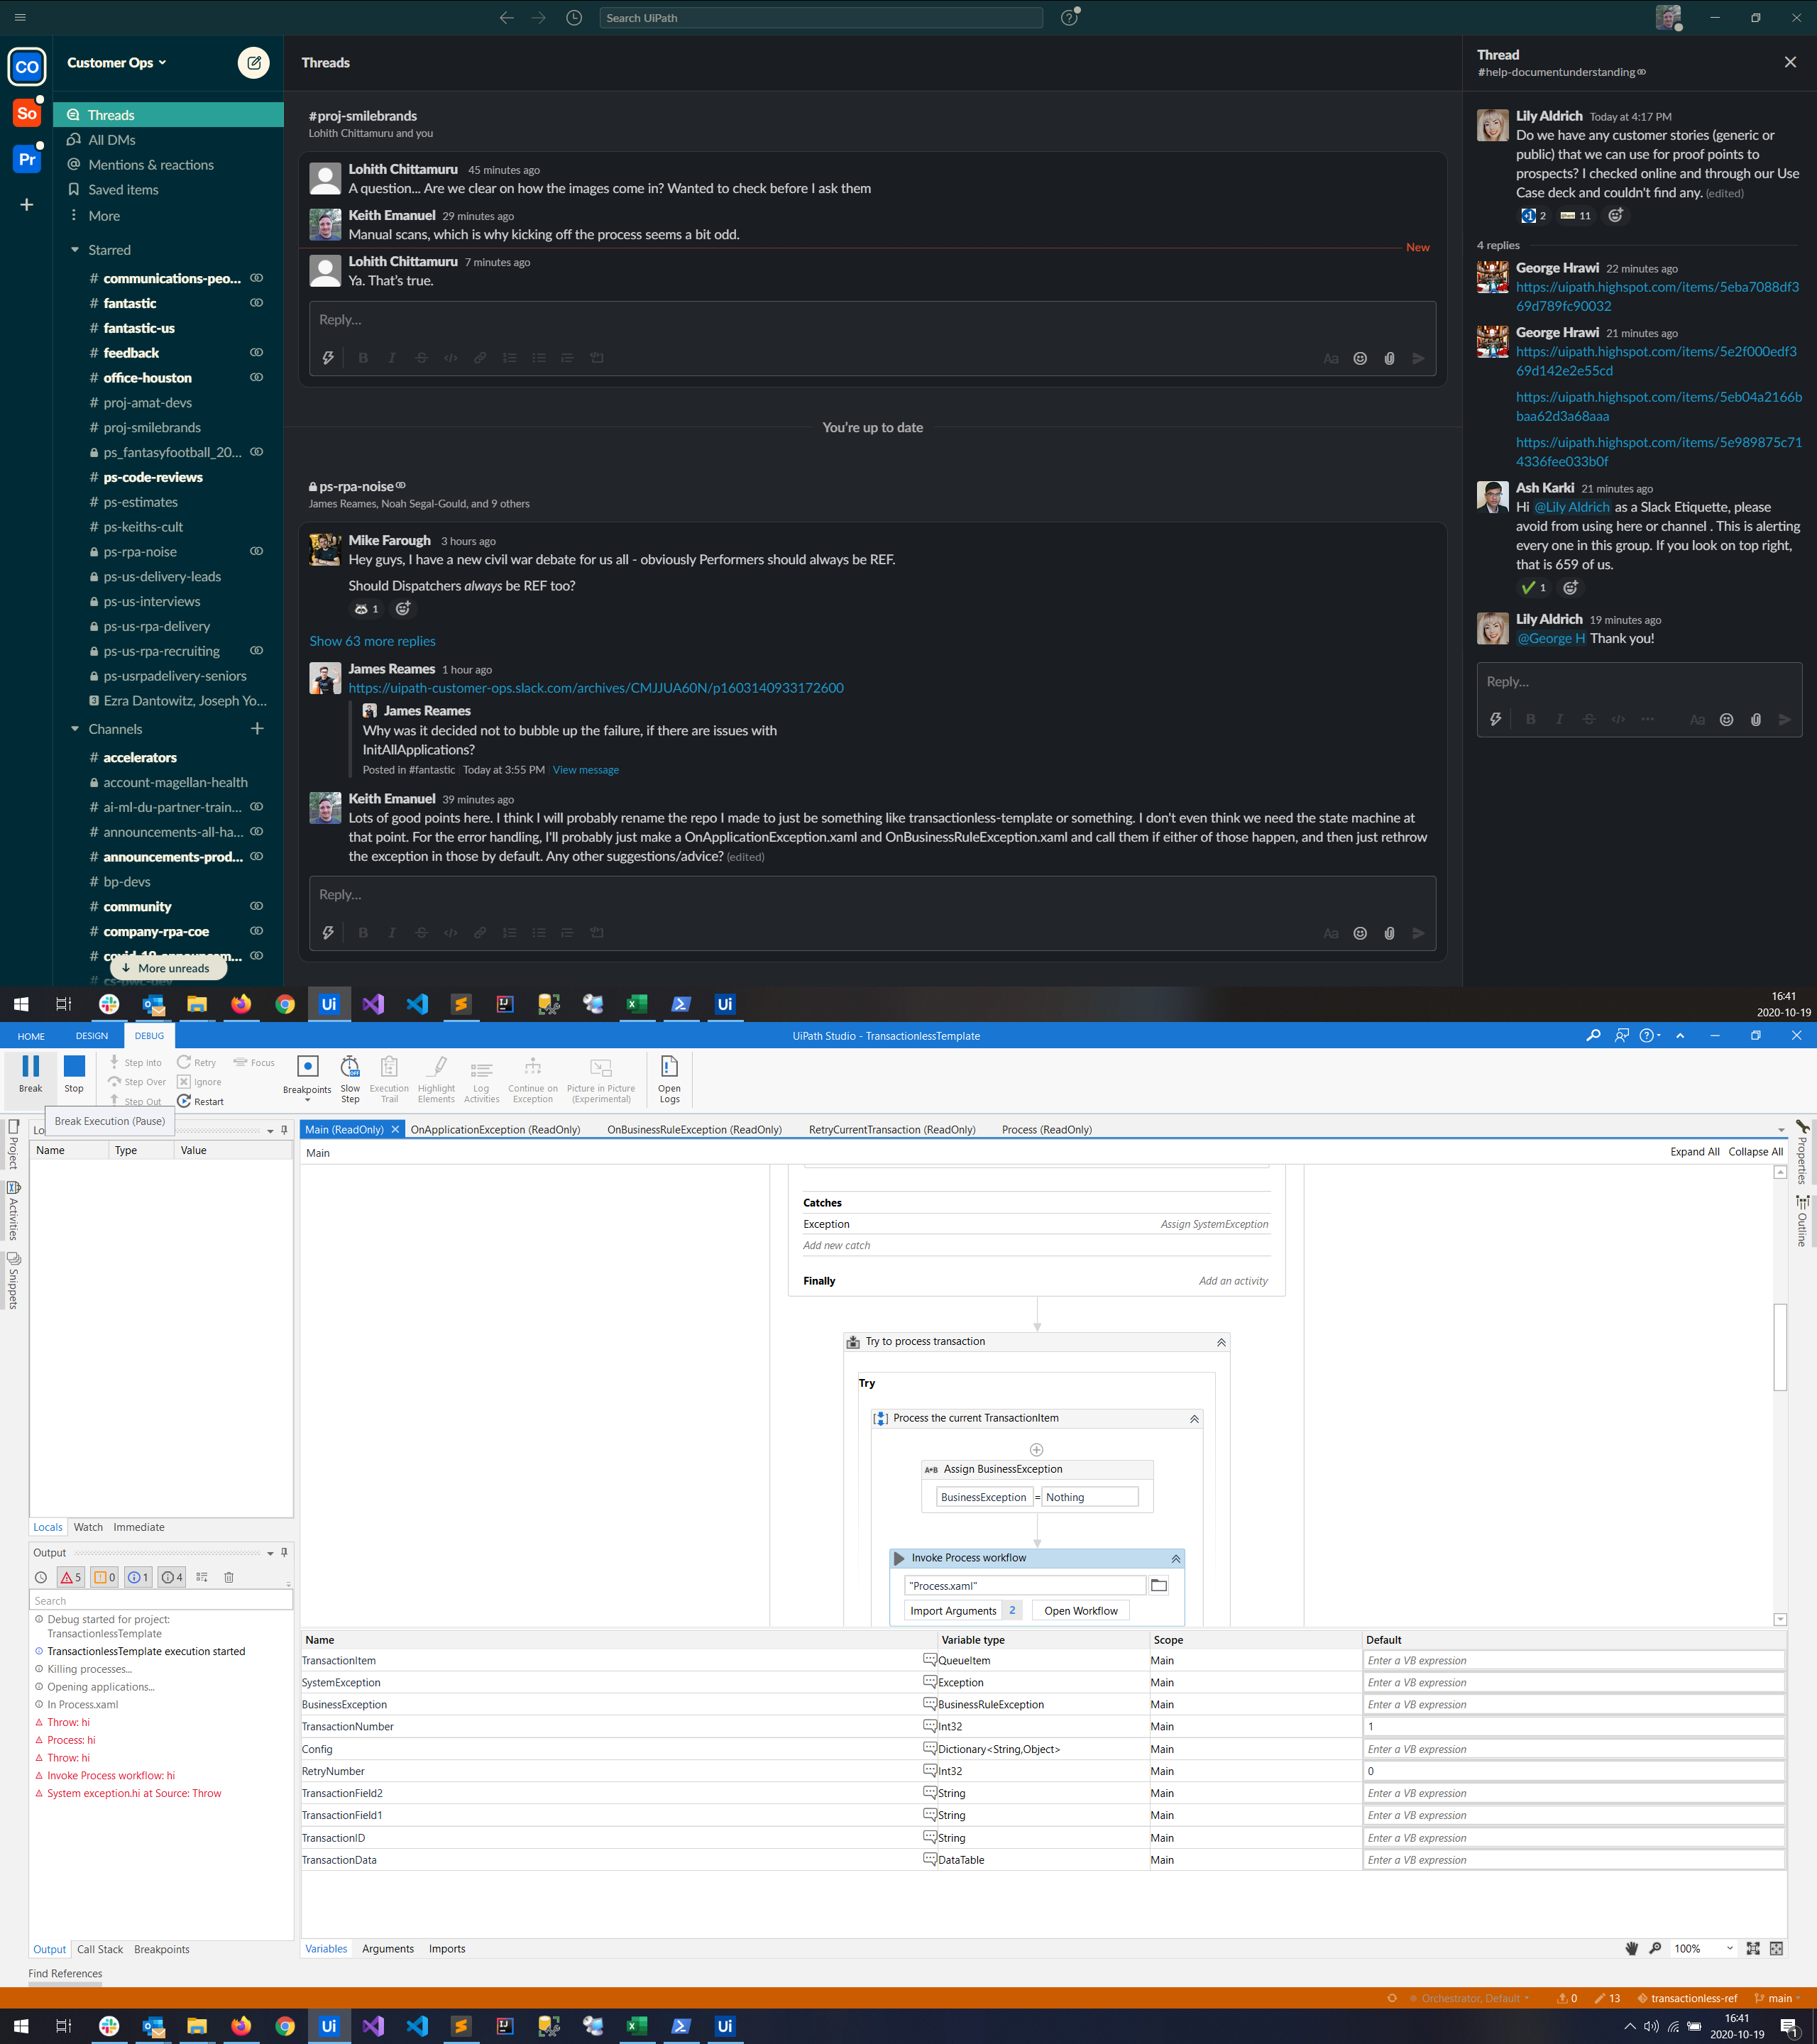 Search UiPath
CO
So
Pr
Customer Ops
Threads
All DMs
Mentions & reactions
Saved items
More
Starred
# communications-peo...
# fantastic
# fantastic-us
# feedback
# office-houston
# proj-amat-devs
# proj-smilebrands
ps_fantasyfootball_20...
# ps-code-reviews
# ps-estimates
# ps-keiths-cult
ps-rpa-noise
ps-us-delivery-leads
ps-us-interviews
ps-us-rpa-delivery
ps-us-rpa-recruiting
ps-usrpadelivery-seniors
3 Ezra Dantowitz, Joseph Yo...
Channels
# accelerators
account-magellan-health
# ai-ml-du-partner-train...
# announcements-all-ha...
# announcements-prod...
# bp-devs
# community
# company-rpa-coe
More unreads
Threads
#proj-smilebrands
Lohith Chittamuru and you
Lohith Chittamuru 45 minutes ago
A question... Are we clear on how the images come in? Wanted to check before I ask them
Keith Emanuel 29 minutes ago
Manual scans, which is why kicking off the process seems a bit odd.
New
Lohith Chittamuru 7 minutes ago
Ya. That's true.
Reply...
You're up to date
ps-rpa-noise
James Reames, Noah Segal-Gould, and 9 others
Mike Farough 3 hours ago
Hey guys, I have a new civil war debate for us all - obviously Performers should always be REF.
Should Dispatchers always be REF too?
1
Show 63 more replies
James Reames 1 hour ago
https://uipath-customer-ops.slack.com/archives/CMJJUA60N/p1603140933172600
James Reames
Why was it decided not to bubble up the failure, if there are issues with
InitAllApplications?
Posted in #fantastic Today at 3:55 PM View message
Keith Emanuel 39 minutes ago
Lots of good points here. I think I will probably rename the repo I made to just be something like transactionless-template or something. I don't even think we need the state machine at
that point. For the error handling, I'll probably just make a OnApplicationException.xaml and OnBusinessRuleException.xaml and call them if either of those happen, and then just rethrow
the exception in those by default. Any other suggestions/advice? (edited)
Reply...
Thread
#help-documentunderstanding
Lily Aldrich Today at 4:17 PM
Do we have any customer stories (generic or
public) that we can use for proof points to
prospects? I checked online and through our Use
Case deck and couldn't find any. (edited)
+1 2 11
4 replies
George Hrawi 22 minutes ago
https://uipath.highspot.com/items/5eba7088df3
69d789fc90032
George Hrawi 21 minutes ago
https://uipath.highspot.com/items/5e2f000edf3
69d142e2e55cd
https://uipath.highspot.com/items/5eb04a2166b
baa62d3a68aaa
https://uipath.highspot.com/items/5e989875c71
4336fee033b0f
Ash Karki 21 minutes ago
Hi @Lily Aldrich as a Slack Etiquette, please
avoid from using here or channel . This is alerting
every one in this group. If you look on top right,
that is 659 of us.
1
Lily Aldrich 19 minutes ago
@George H Thank you!
Reply...
16:41
2020-10-19
HOME DESIGN DEBUG
UiPath Studio - TransactionlessTemplate
Break
Stop
Step Into
Step Over
Step Out
Retry
Ignore
Restart
Focus
Breakpoints
Slow Step
Execution Trail
Highlight Elements
Log Activities
Continue on Exception
Picture in Picture (Experimental)
Open Logs
Break Execution (Pause)
Project
Activities
Snippets
Lo
Name Type Value
Locals Watch Immediate
Output
5 0 1 4
Search
Debug started for project:
TransactionlessTemplate
TransactionlessTemplate execution started
Killing processes...
Opening applications...
In Process.xaml
Throw: hi
Process: hi
Throw: hi
Invoke Process workflow: hi
System exception.hi at Source: Throw
Output Call Stack Breakpoints
Find References
Main (ReadOnly) OnApplicationException (ReadOnly) OnBusinessRuleException (ReadOnly) RetryCurrentTransaction (ReadOnly) Process (ReadOnly)
Main
Expand All Collapse All
Properties
Outline
Catches
Exception Assign SystemException
Add new catch
Finally Add an activity
Try to process transaction
Try
Process the current TransactionItem
A+B Assign BusinessException
BusinessException = Nothing
Invoke Process workflow
"Process.xaml"
Import Arguments 2 Open Workflow
Name Variable type Scope Default
TransactionItem QueueItem Main Enter a VB expression
SystemException Exception Main Enter a VB expression
BusinessException BusinessRuleException Main Enter a VB expression
TransactionNumber Int32 Main 1
Config Dictionary<String,Object> Main Enter a VB expression
RetryNumber Int32 Main 0
TransactionField2 String Main Enter a VB expression
TransactionField1 String Main Enter a VB expression
TransactionID String Main Enter a VB expression
TransactionData DataTable Main Enter a VB expression
Variables Arguments Imports
100%
Orchestrator, Default 0 13 transactionless-ref main
16:41
2020-10-19
1